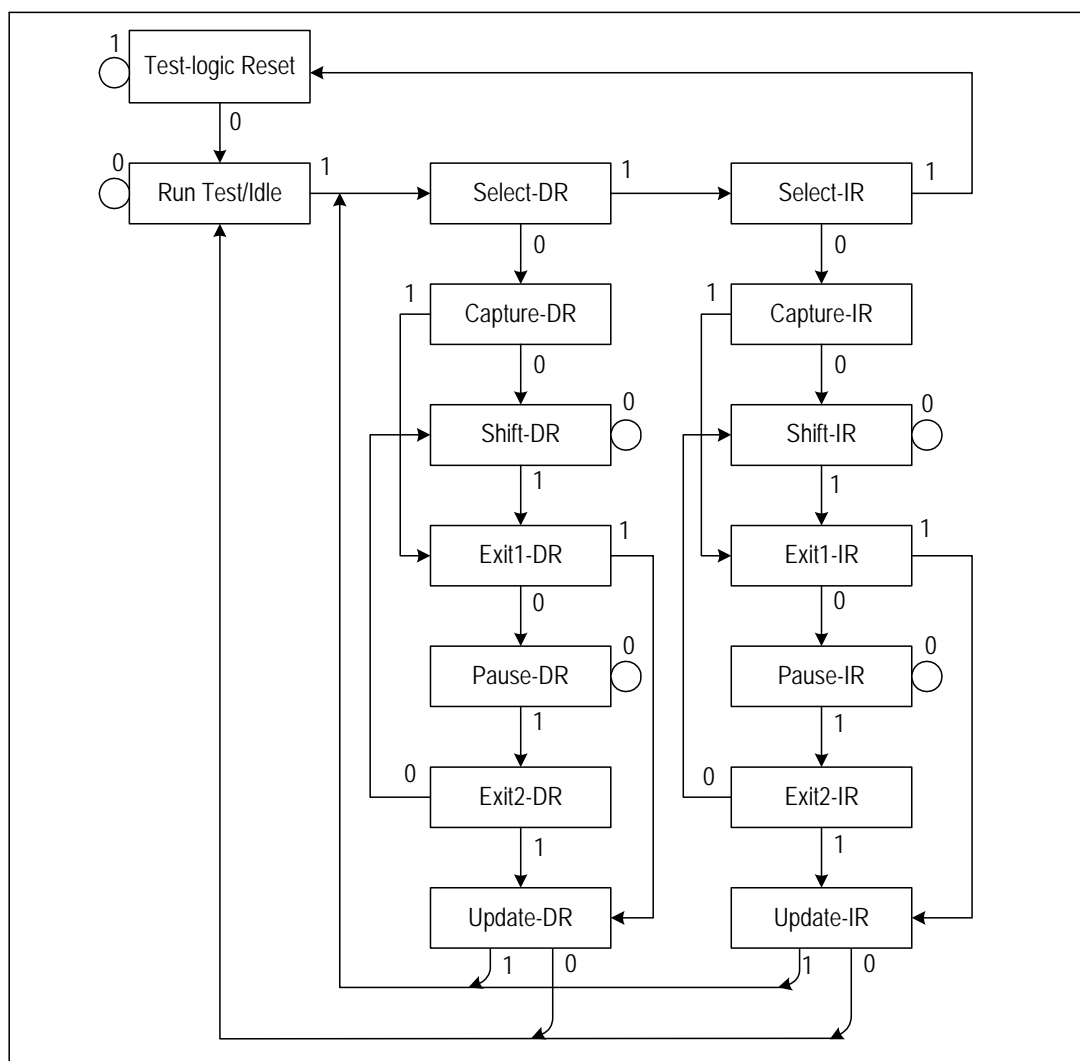 1
Test-logic Reset
0
0
Run Test/Idle
1
Select-DR
1
Select-IR
1
0
0
1
Capture-DR
1
Capture-IR
0
0
Shift-DR
0
Shift-IR
0
1
1
Exit1-DR
1
Exit1-IR
1
0
0
Pause-DR
0
Pause-IR
0
1
1
0
Exit2-DR
0
Exit2-IR
1
1
Update-DR
Update-IR
1
0
1
0